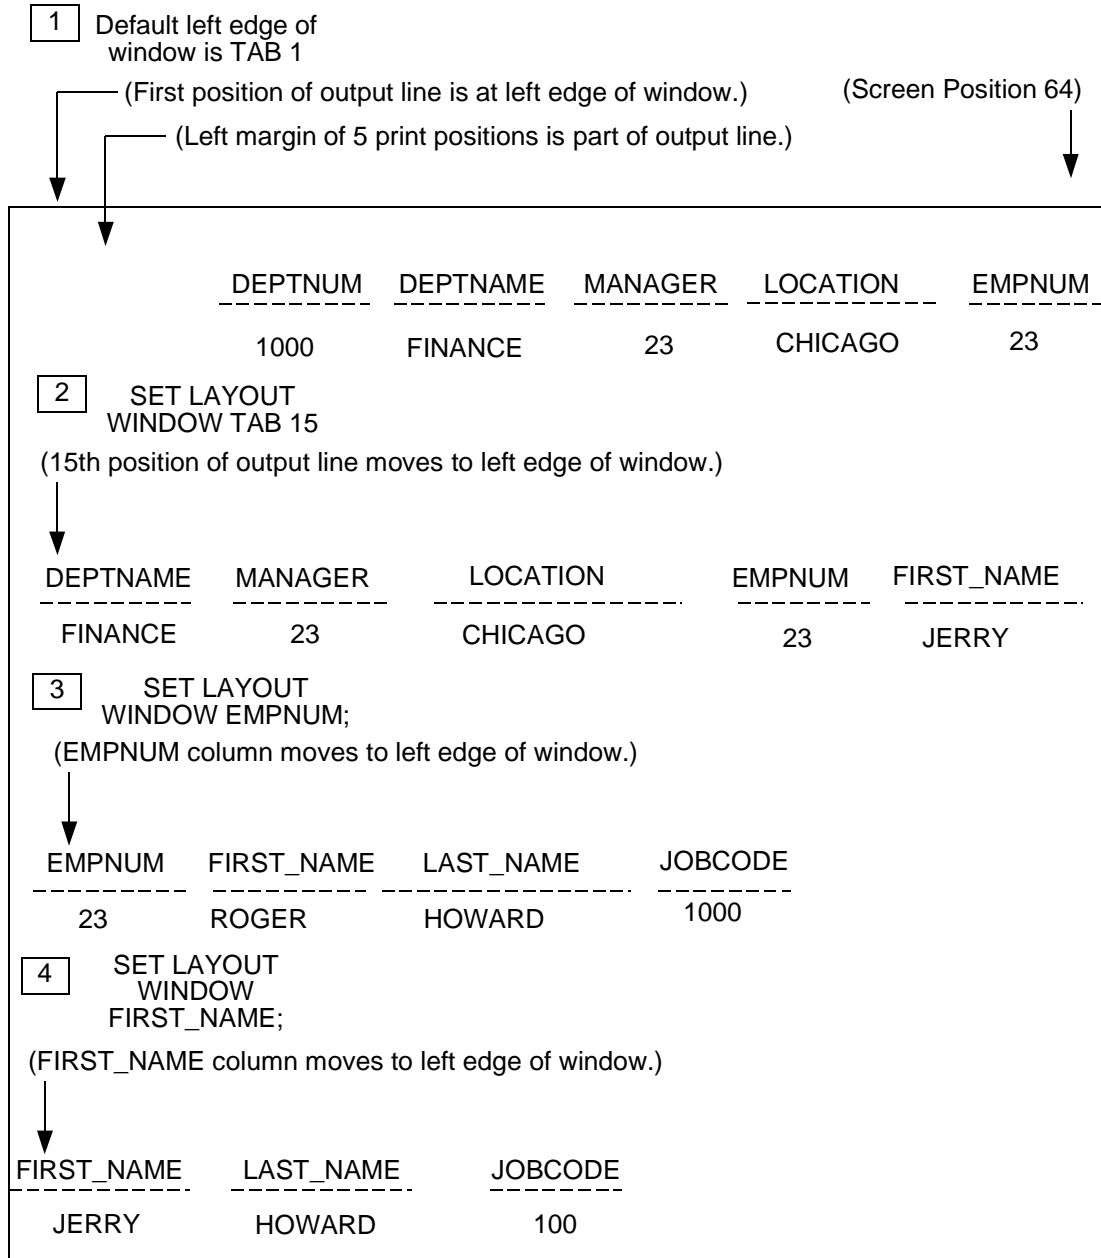 1
Default left edge of
window is TAB 1
(First position of output line is at left edge of window.)
(Screen Position 64)
(Left margin of 5 print positions is part of output line.)
DEPTNUM DEPTNAME MANAGER LOCATION EMPNUM
1000 FINANCE 23 CHICAGO 23
2
SET LAYOUT
WINDOW TAB 15
(15th position of output line moves to left edge of window.)
DEPTNAME MANAGER LOCATION EMPNUM FIRST_NAME
FINANCE 23 CHICAGO 23 JERRY
3
SET LAYOUT
WINDOW EMPNUM;
(EMPNUM column moves to left edge of window.)
EMPNUM FIRST_NAME LAST_NAME JOBCODE
23 ROGER HOWARD 1000
4
SET LAYOUT
WINDOW
FIRST_NAME;
(FIRST_NAME column moves to left edge of window.)
FIRST_NAME LAST_NAME JOBCODE
JERRY HOWARD 100